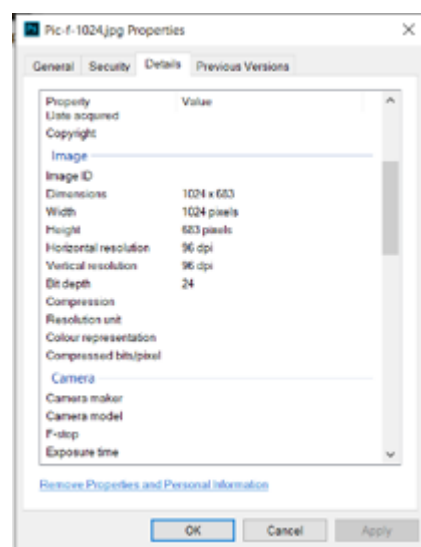 Pic-f-1024.jpg Properties
General Security Details Previous Versions
Property Value
Date acquired
Copyright
Image
Image ID
Dimensions 1024 x 683
Width 1024 pixels
Height 683 pixels
Horizontal resolution 96 dpi
Vertical resolution 96 dpi
Bit depth 24
Compression
Resolution unit
Colour representation
Compressed bits/pixel
Camera
Camera maker
Camera model
F-stop
Exposure time
Remove Properties and Personal Information
OK Cancel Apply